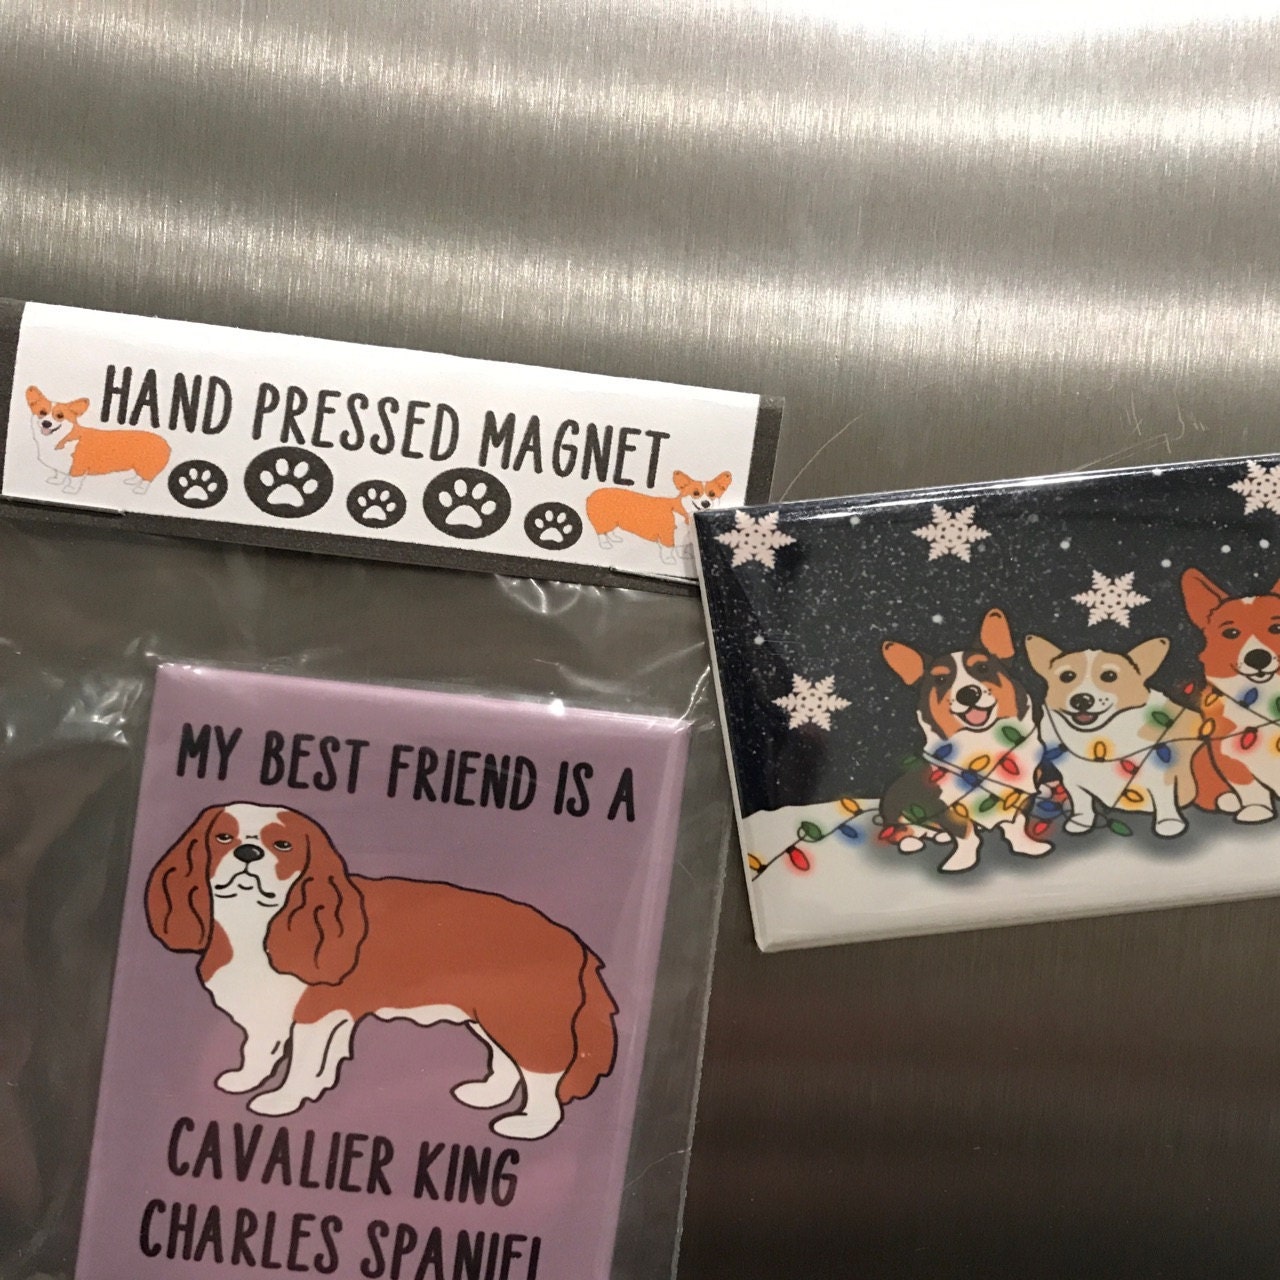 HAND PRESSED MAGNET
MY BEST FRIEND IS A
CAVALIER KING
CHARLES SPANIEL